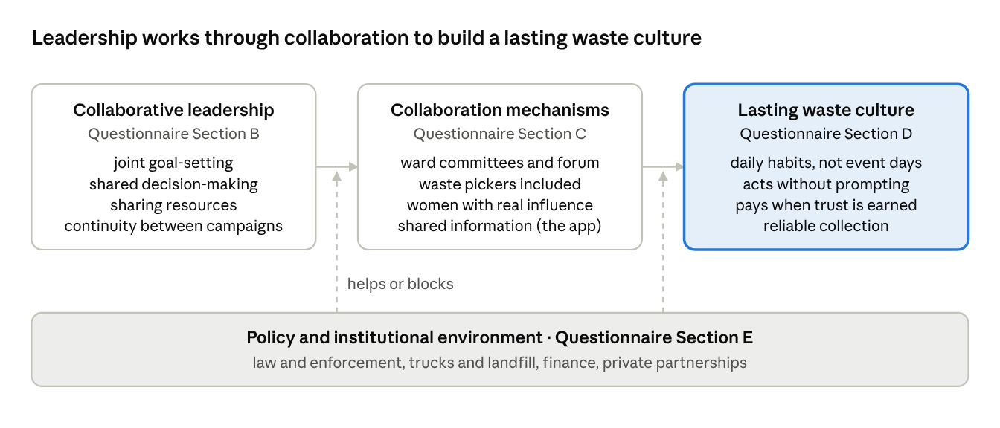 Leadership works through collaboration to build a lasting waste culture
Collaborative leadership
Questionnaire Section B
joint goal-setting
shared decision-making
sharing resources
continuity between campaigns
Collaboration mechanisms
Questionnaire Section C
ward committees and forum
waste pickers included
women with real influence
shared information (the app)
Lasting waste culture
Questionnaire Section D
daily habits, not event days
acts without prompting
pays when trust is earned
reliable collection
helps or blocks
Policy and institutional environment · Questionnaire Section E
law and enforcement, trucks and landfill, finance, private partnerships